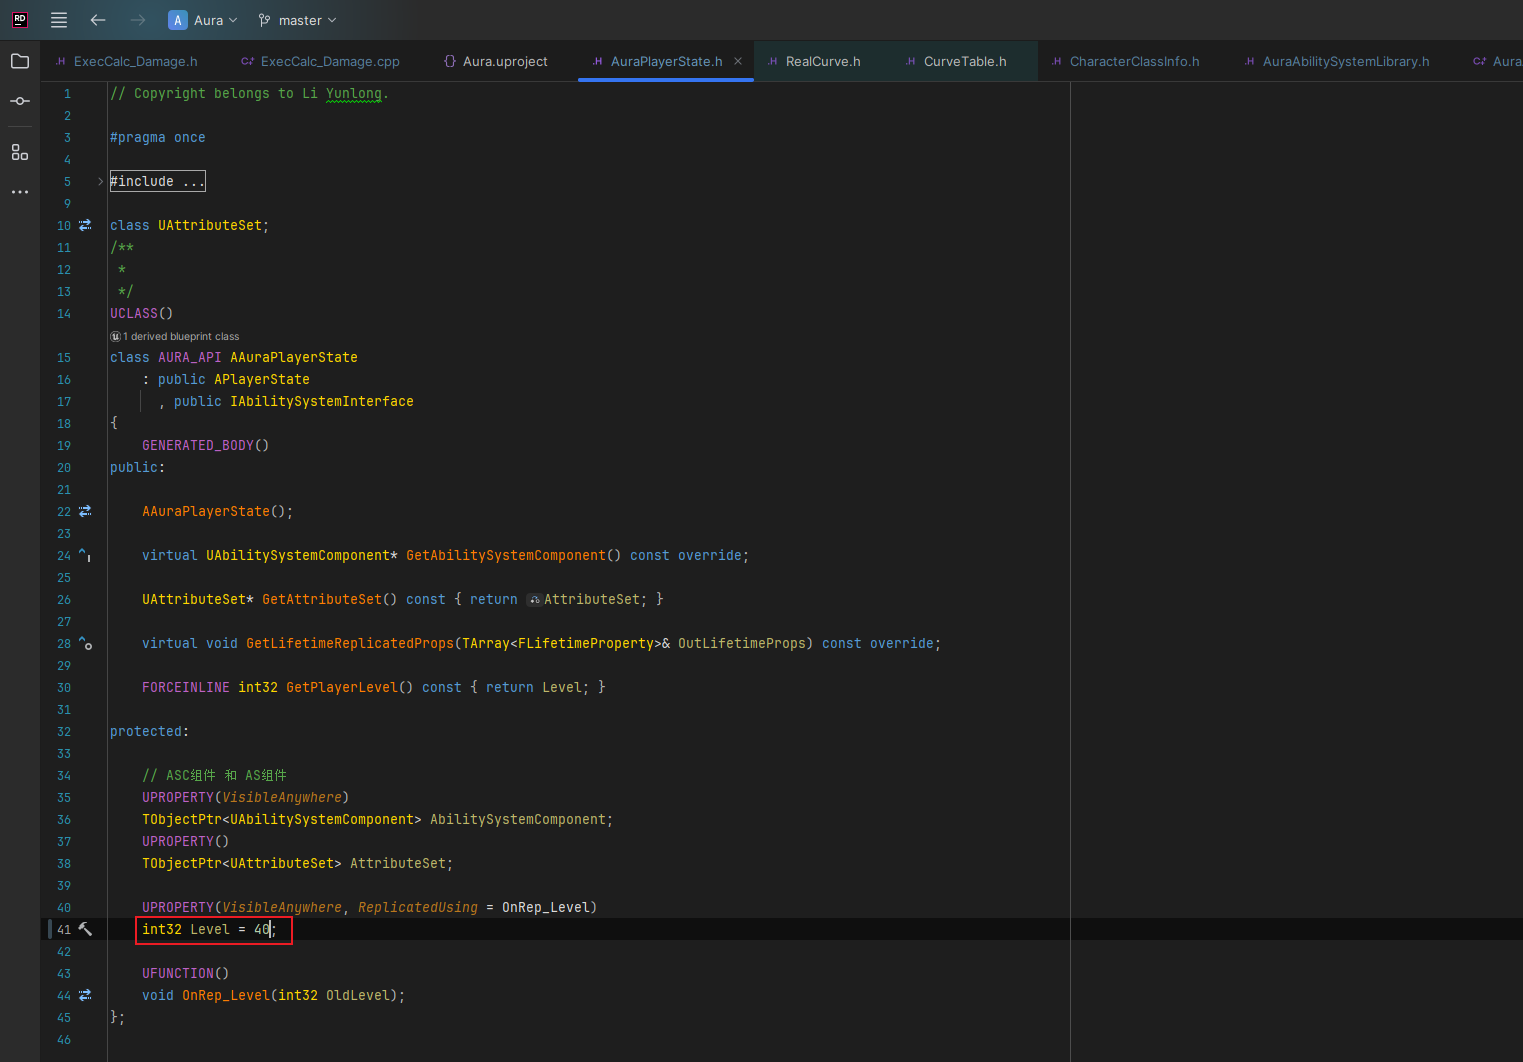 RD A Aura master
ExecCalc_Damage.h ExecCalc_Damage.cpp Aura.uproject AuraPlayerState.h RealCurve.h CurveTable.h CharacterClassInfo.h AuraAbilitySystemLibrary.h Aura
1 // Copyright belongs to Li Yunlong.
2
3 #pragma once
4
5 #include ...
9
10 class UAttributeSet;
11 /**
12 *
13 */
14 UCLASS()
1 derived blueprint class
15 class AURA_API AAuraPlayerState
16 : public APlayerState
17 , public IAbilitySystemInterface
18 {
19 GENERATED_BODY()
20 public:
21
22 AAuraPlayerState();
23
24 virtual UAbilitySystemComponent* GetAbilitySystemComponent() const override;
25
26 UAttributeSet* GetAttributeSet() const { return AttributeSet; }
27
28 virtual void GetLifetimeReplicatedProps(TArray<FLifetimeProperty>& OutLifetimeProps) const override;
29
30 FORCEINLINE int32 GetPlayerLevel() const { return Level; }
31
32 protected:
33
34 // ASC组件 和 AS组件
35 UPROPERTY(VisibleAnywhere)
36 TObjectPtr<UAbilitySystemComponent> AbilitySystemComponent;
37 UPROPERTY()
38 TObjectPtr<UAttributeSet> AttributeSet;
39
40 UPROPERTY(VisibleAnywhere, ReplicatedUsing = OnRep_Level)
41 int32 Level = 40;
42
43 UFUNCTION()
44 void OnRep_Level(int32 OldLevel);
45 };
46